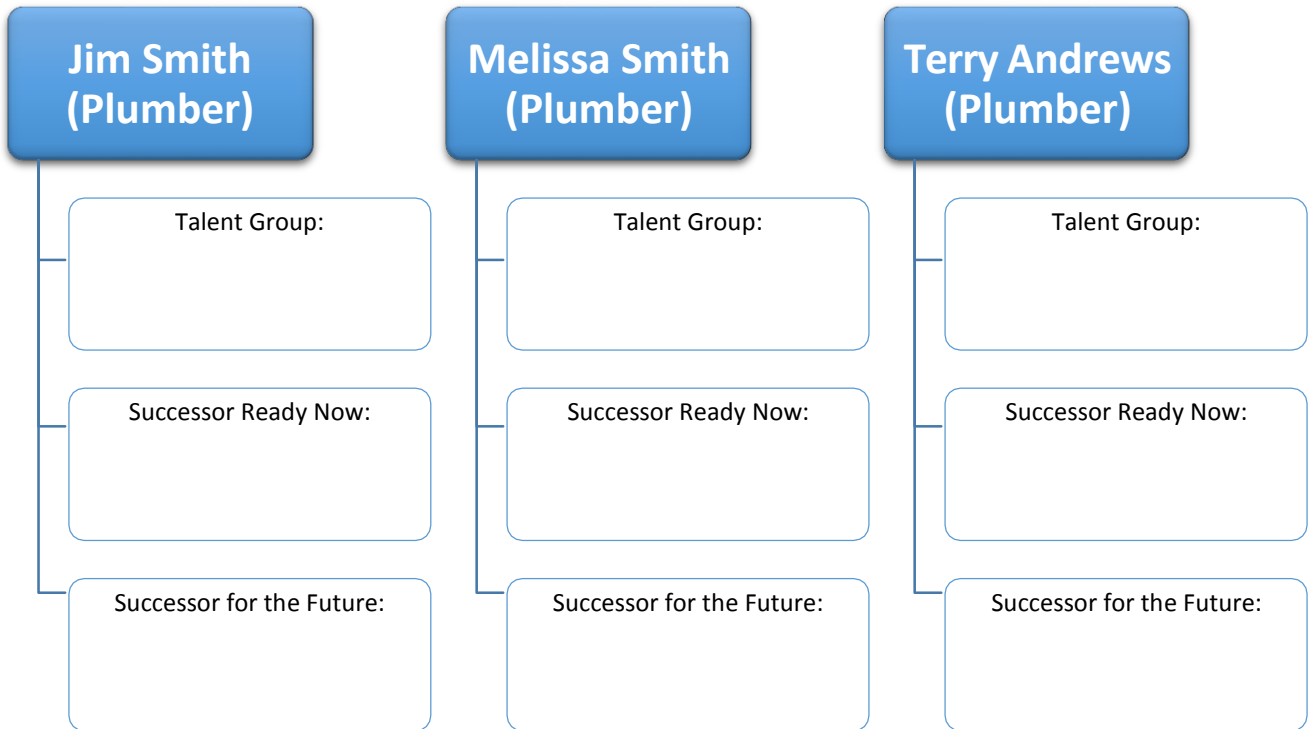 Jim Smith
(Plumber)
Talent Group:
Successor Ready Now:
Successor for the Future:
Melissa Smith
(Plumber)
Talent Group:
Successor Ready Now:
Successor for the Future:
Terry Andrews
(Plumber)
Talent Group:
Successor Ready Now:
Successor for the Future: